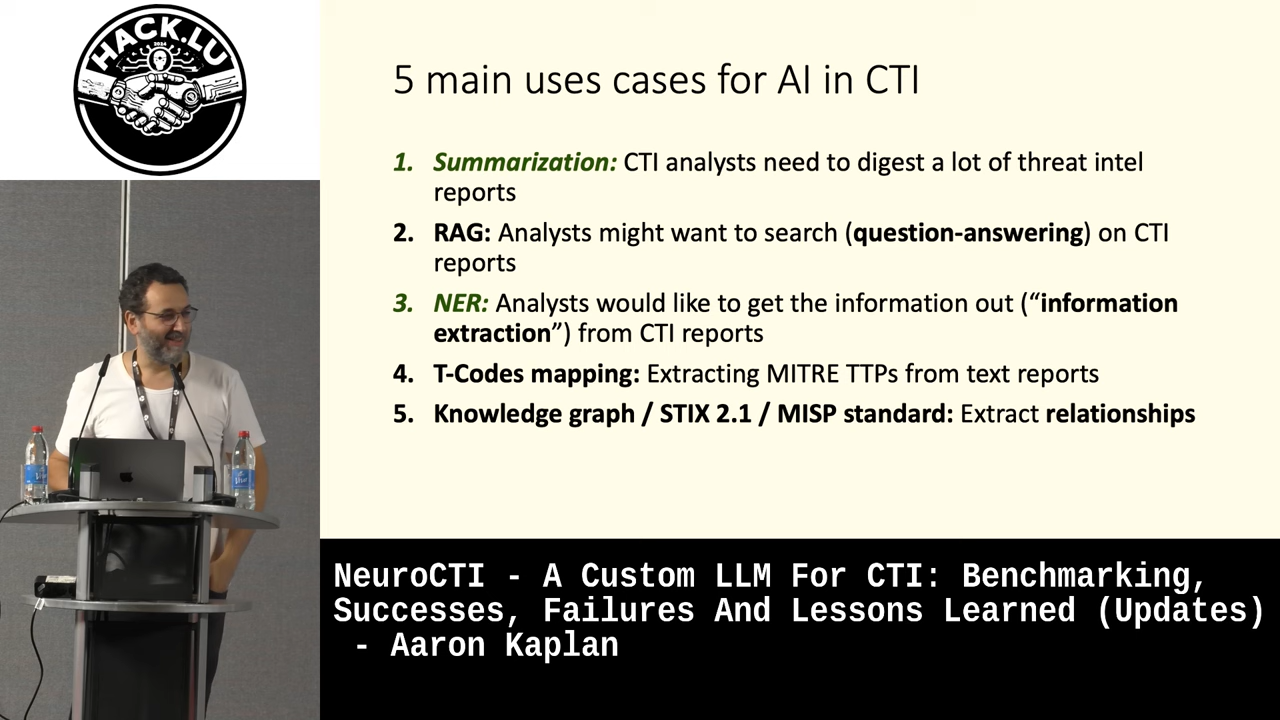 HACK.LU
2024
5 main uses cases for AI in CTI
1. Summarization: CTI analysts need to digest a lot of threat intel
reports
2. RAG: Analysts might want to search (question-answering) on CTI
reports
3. NER: Analysts would like to get the information out (“information
extraction”) from CTI reports
4. T-Codes mapping: Extracting MITRE TTPs from text reports
5. Knowledge graph / STIX 2.1 / MISP standard: Extract relationships
NeuroCTI - A Custom LLM For CTI: Benchmarking,
Successes, Failures And Lessons Learned (Updates)
- Aaron Kaplan